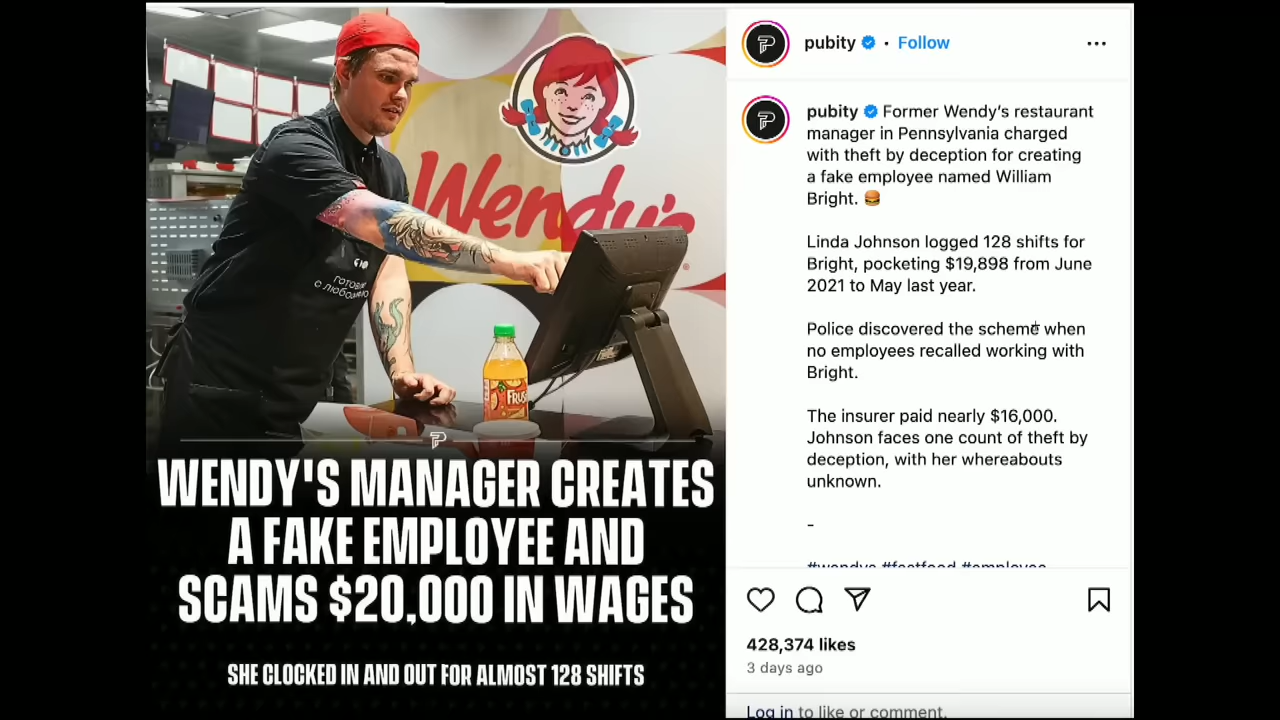 Wendy's
готовим
с любовью
WENDY'S MANAGER CREATES
A FAKE EMPLOYEE AND
SCAMS $20,000 IN WAGES
SHE CLOCKED IN AND OUT FOR ALMOST 128 SHIFTS
pubity • Follow
pubity Former Wendy's restaurant
manager in Pennsylvania charged
with theft by deception for creating
a fake employee named William
Bright. 🍔
Linda Johnson logged 128 shifts for
Bright, pocketing $19,898 from June
2021 to May last year.
Police discovered the scheme when
no employees recalled working with
Bright.
The insurer paid nearly $16,000.
Johnson faces one count of theft by
deception, with her whereabouts
unknown.
-
#wendys #fastfood #employee
428,374 likes
3 days ago
Log in to like or comment.